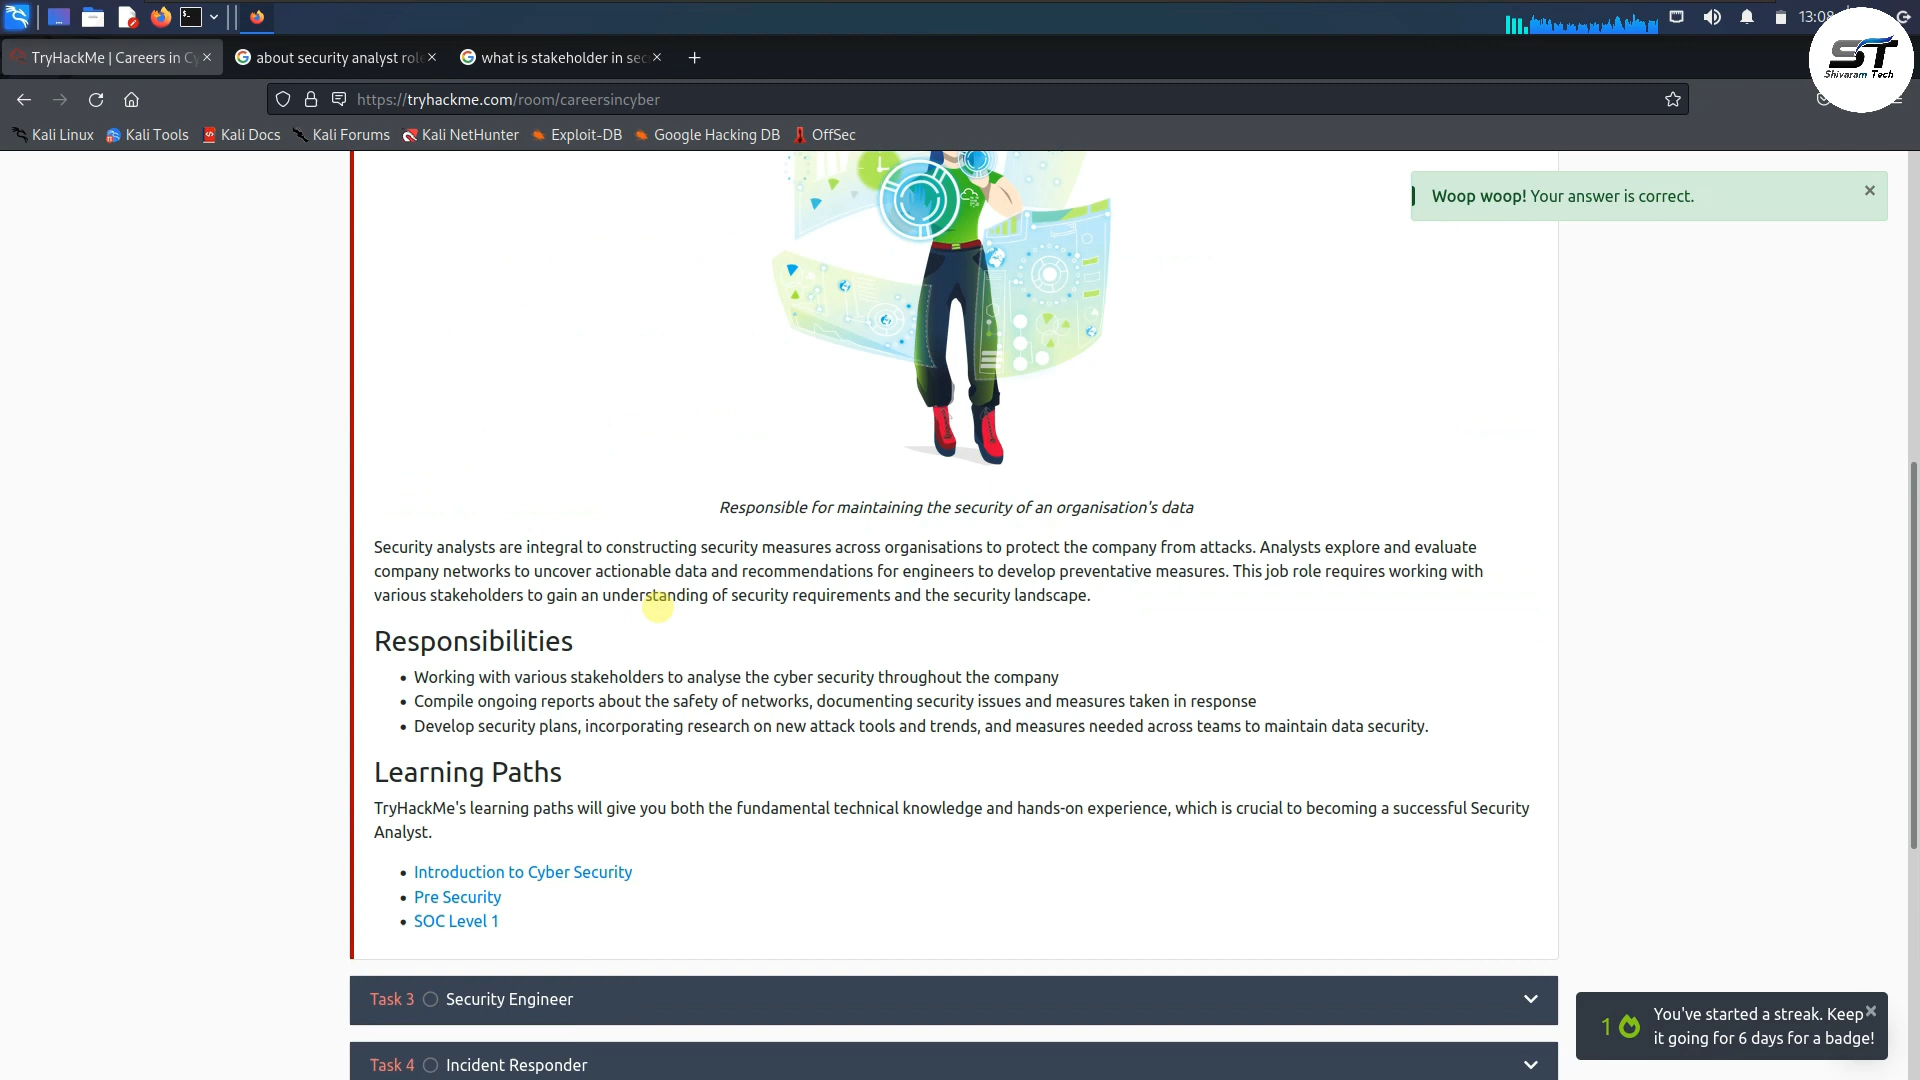 13:08
ST
Shivaram Tech
TryHackMe | Careers in Cy
about security analyst role
what is stakeholder in sec
https://tryhackme.com/room/careersincyber
Kali Linux
Kali Tools
Kali Docs
Kali Forums
Kali NetHunter
Exploit-DB
Google Hacking DB
OffSec
Woop woop! Your answer is correct.
Responsible for maintaining the security of an organisation's data
Security analysts are integral to constructing security measures across organisations to protect the company from attacks. Analysts explore and evaluate
company networks to uncover actionable data and recommendations for engineers to develop preventative measures. This job role requires working with
various stakeholders to gain an understanding of security requirements and the security landscape.
Responsibilities
• Working with various stakeholders to analyse the cyber security throughout the company
• Compile ongoing reports about the safety of networks, documenting security issues and measures taken in response
• Develop security plans, incorporating research on new attack tools and trends, and measures needed across teams to maintain data security.
Learning Paths
TryHackMe's learning paths will give you both the fundamental technical knowledge and hands-on experience, which is crucial to becoming a successful Security
Analyst.
• Introduction to Cyber Security
• Pre Security
• SOC Level 1
Task 3 Security Engineer
Task 4 Incident Responder
1
You've started a streak. Keep
it going for 6 days for a badge!